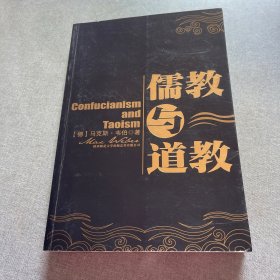 儒教
与
道教
Confucianism
and
Taoism
【德】马克斯·韦伯◎著
Max Weber